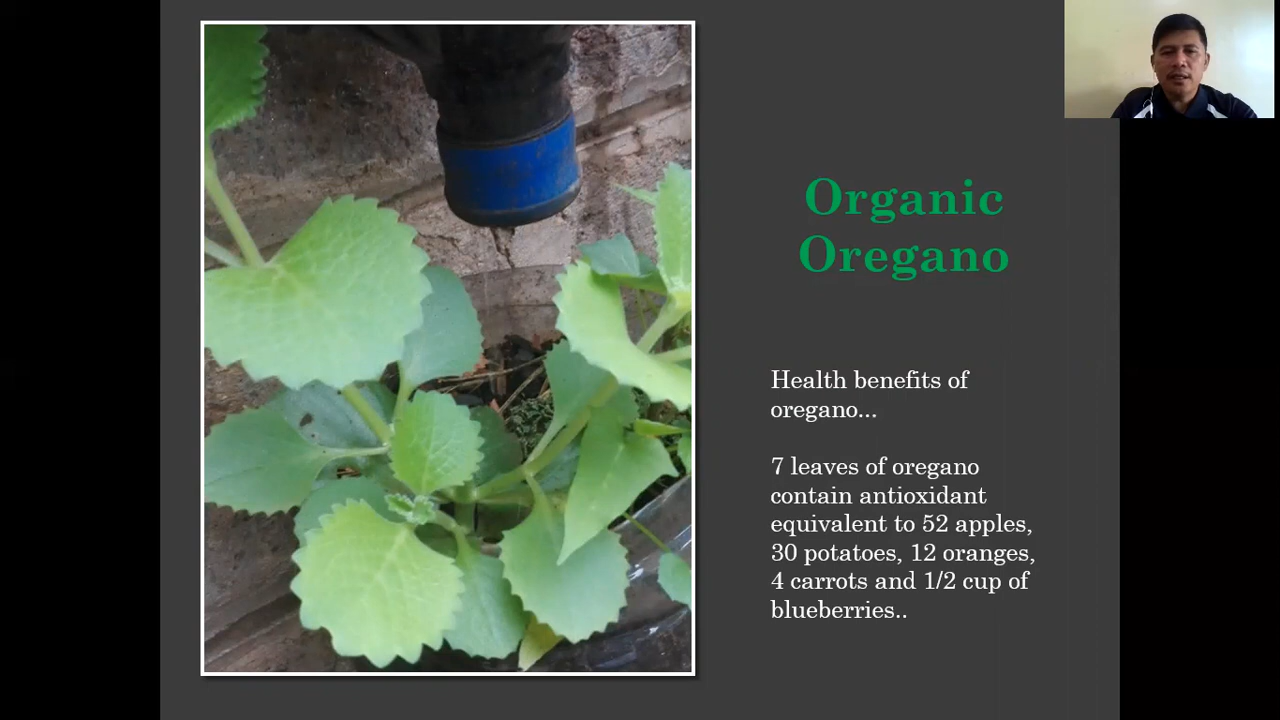 Organic
Oregano
Health benefits of
oregano...
7 leaves of oregano
contain antioxidant
equivalent to 52 apples,
30 potatoes, 12 oranges,
4 carrots and 1/2 cup of
blueberries..